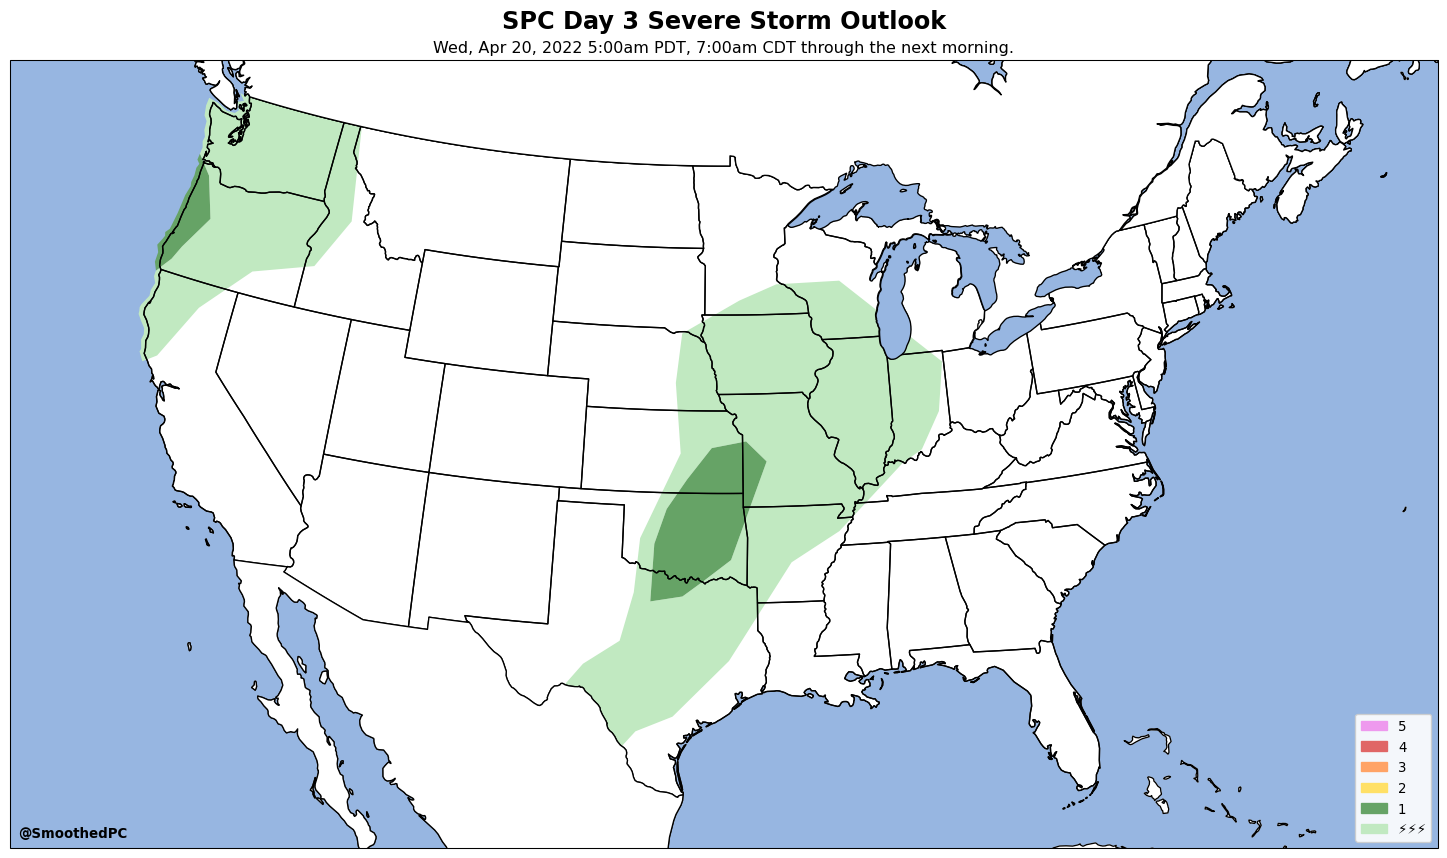 SPC Day 3 Severe Storm Outlook
Wed, Apr 20, 2022 5:00am PDT, 7:00am CDT through the next morning.
5
4
3
2
1
⚡⚡⚡
@SmoothedPC